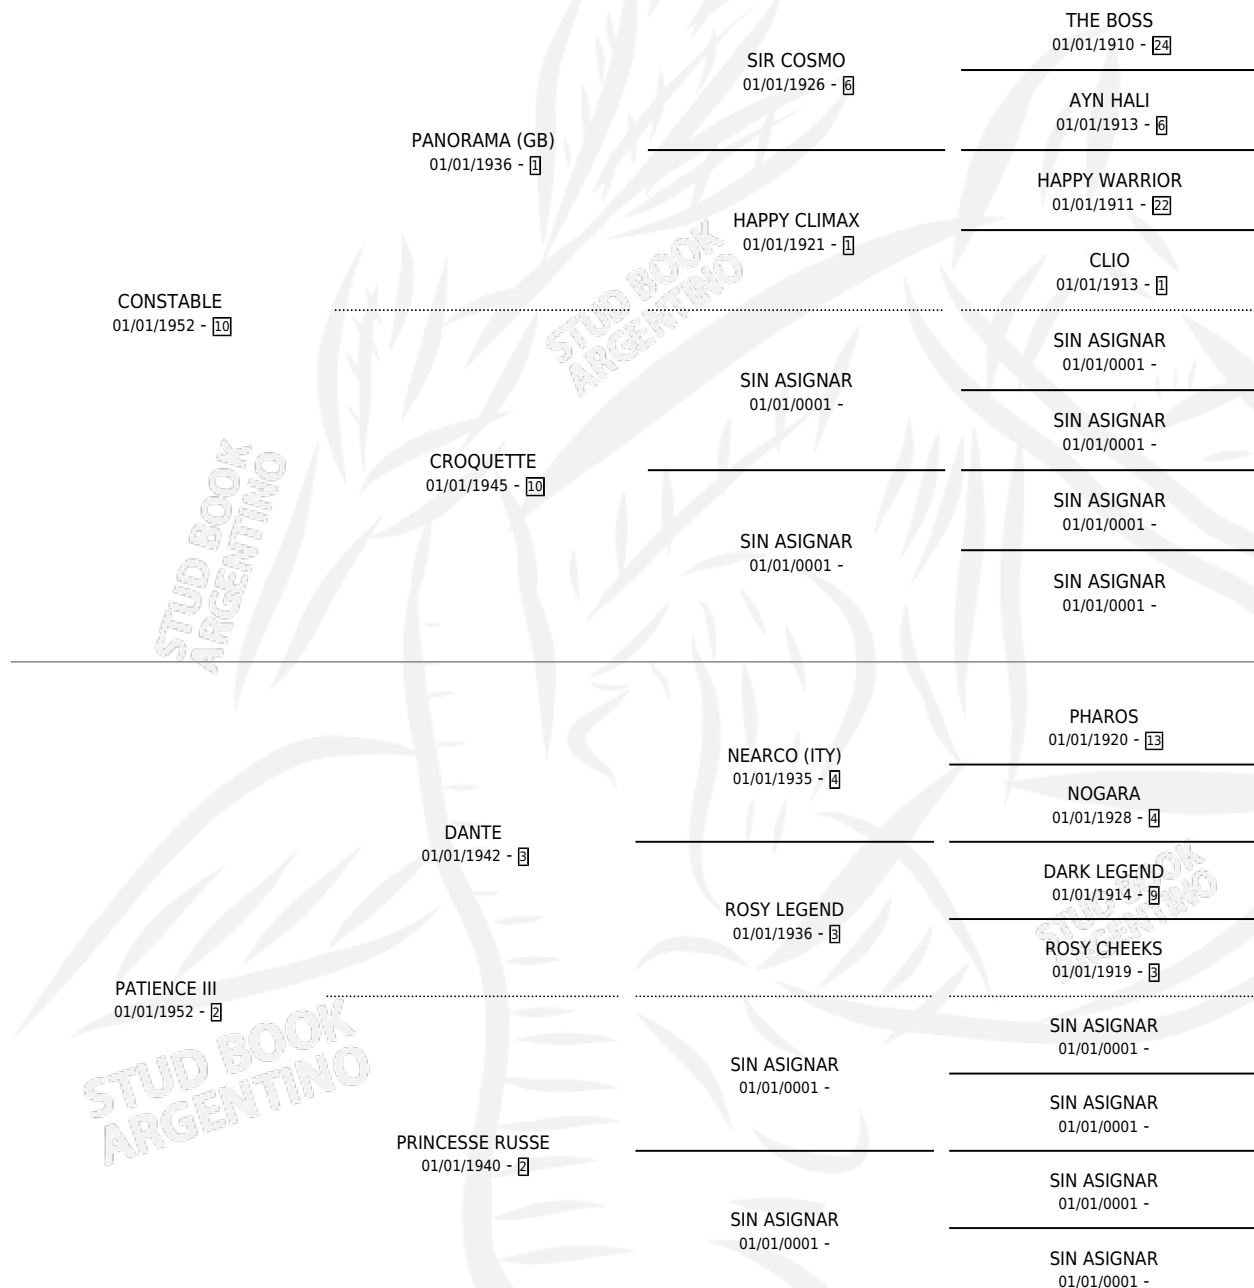 THE BOSS
01/01/1910 - 24
SIR COSMO
01/01/1926 - 6
AYN HALI
01/01/1913 - 6
PANORAMA (GB)
01/01/1936 - 1
HAPPY WARRIOR
01/01/1911 - 22
HAPPY CLIMAX
01/01/1921 - 1
CLIO
01/01/1913 - 1
CONSTABLE
01/01/1952 - 10
SIN ASIGNAR
01/01/0001 -
SIN ASIGNAR
01/01/0001 -
SIN ASIGNAR
01/01/0001 -
CROQUETTE
01/01/1945 - 10
SIN ASIGNAR
01/01/0001 -
SIN ASIGNAR
01/01/0001 -
SIN ASIGNAR
01/01/0001 -
STUD BOOK
ARGENTINO
STUD BOOK
ARGENTINO
PHAROS
01/01/1920 - 13
NEARCO (ITY)
01/01/1935 - 4
NOGARA
01/01/1928 - 4
DANTE
01/01/1942 - 3
DARK LEGEND
01/01/1914 - 9
ROSY LEGEND
01/01/1936 - 3
ROSY CHEEKS
01/01/1919 - 3
STUD BOOK
ARGENTINO
PATIENCE III
01/01/1952 - 2
SIN ASIGNAR
01/01/0001 -
SIN ASIGNAR
01/01/0001 -
SIN ASIGNAR
01/01/0001 -
STUD BOOK
ARGENTINO
PRINCESSE RUSSE
01/01/1940 - 2
SIN ASIGNAR
01/01/0001 -
SIN ASIGNAR
01/01/0001 -
SIN ASIGNAR
01/01/0001 -